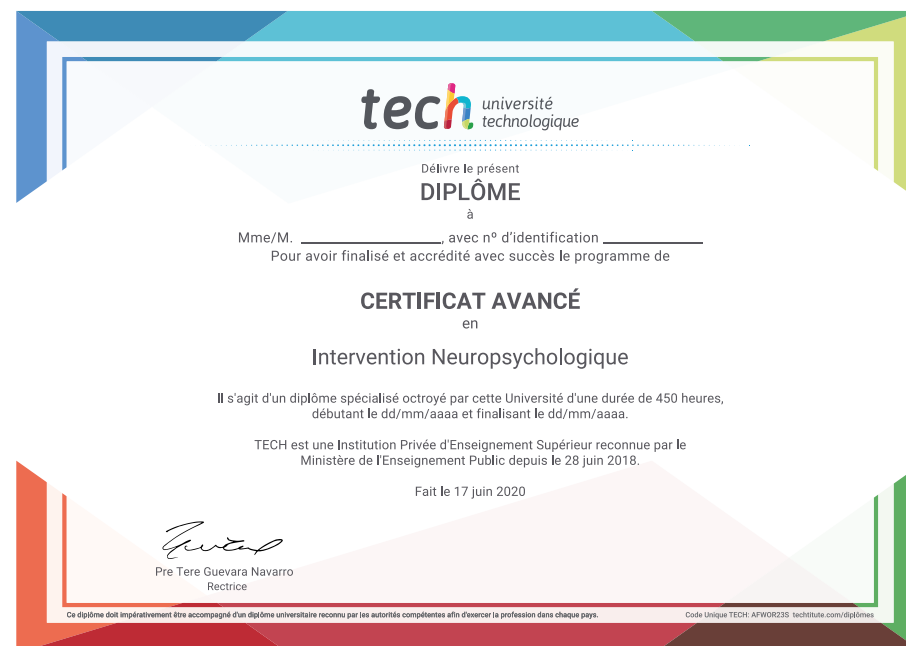 tech université
technologique
Délivre le présent
DIPLÔME
à
Mme/M. ____________________, avec nº d'identification ______________
Pour avoir finalisé et accrédité avec succès le programme de
CERTIFICAT AVANCÉ
en
Intervention Neuropsychologique
Il s'agit d'un diplôme spécialisé octroyé par cette Université d'une durée de 450 heures,
débutant le dd/mm/aaaa et finalisant le dd/mm/aaaa.
TECH est une Institution Privée d'Enseignement Supérieur reconnue par le
Ministère de l'Enseignement Public depuis le 28 juin 2018.
Fait le 17 juin 2020
Pre Tere Guevara Navarro
Rectrice
Ce diplôme doit impérativement être accompagné d'un diplôme universitaire reconnu par les autorités compétentes afin d'exercer la profession dans chaque pays.
Code Unique TECH: AFWOR23S techtitute.com/diplômes